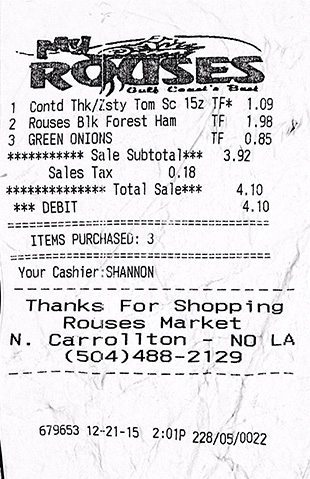 my
ROUSES
Gulf Coast's Best
1 Contd Thk/Zsty Tom Sc 15z TF* 1.09
2 Rouses Blk Forest Ham TF 1.98
3 GREEN ONIONS TF 0.85
*********** Sale Subtotal*** 3.92
Sales Tax 0.18
*************** Total Sale*** 4.10
*** DEBIT 4.10
ITEMS PURCHASED: 3
Your Cashier:SHANNON
Thanks For Shopping
Rouses Market
N. Carrollton - NO LA
(504)488-2129
679653 12-21-15 2:01P 228/05/0022